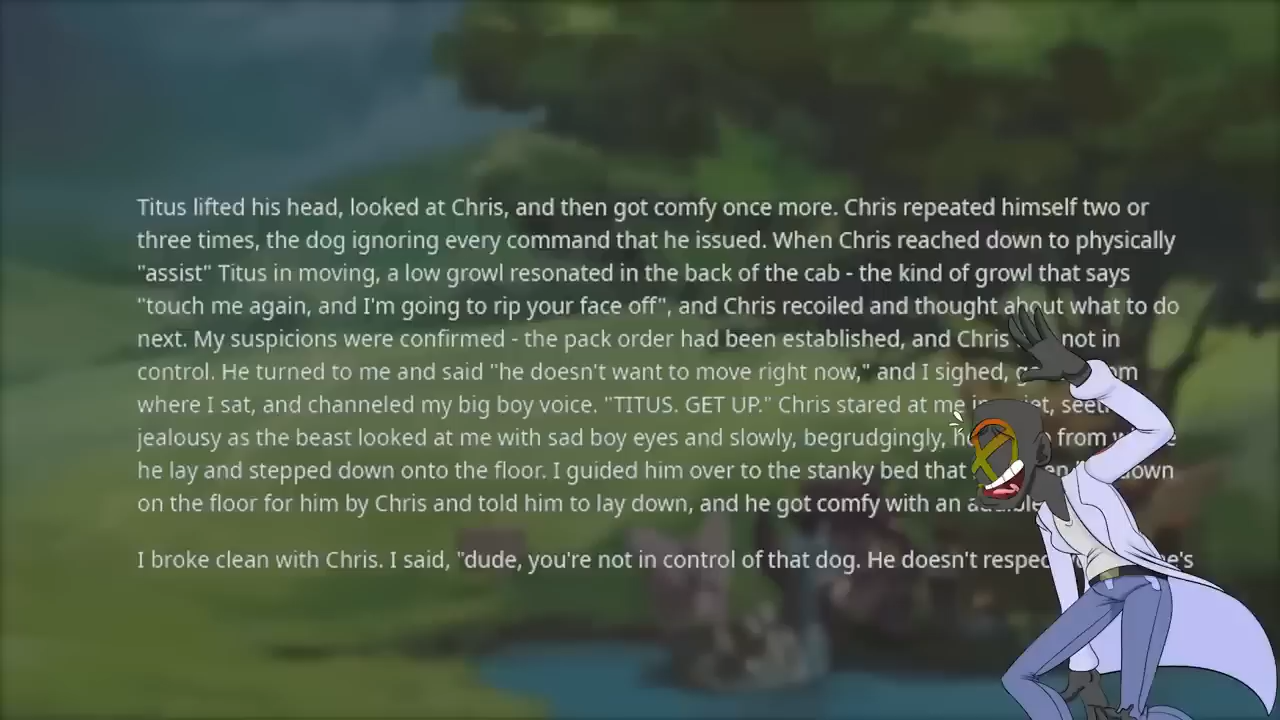 Titus lifted his head, looked at Chris, and then got comfy once more. Chris repeated himself two or
three times, the dog ignoring every command that he issued. When Chris reached down to physically
"assist" Titus in moving, a low growl resonated in the back of the cab - the kind of growl that says
"touch me again, and I'm going to rip your face off", and Chris recoiled and thought about what to do
next. My suspicions were confirmed - the pack order had been established, and Chris not in
control. He turned to me and said "he doesn't want to move right now," and I sighed,
where I sat, and channeled my big boy voice. "TITUS. GET UP." Chris stared at me
jealousy as the beast looked at me with sad boy eyes and slowly, begrudgingly, from
he lay and stepped down onto the floor. I guided him over to the stanky bed that down
on the floor for him by Chris and told him to lay down, and he got comfy with an
I broke clean with Chris. I said, "dude, you're not in control of that dog. He doesn't